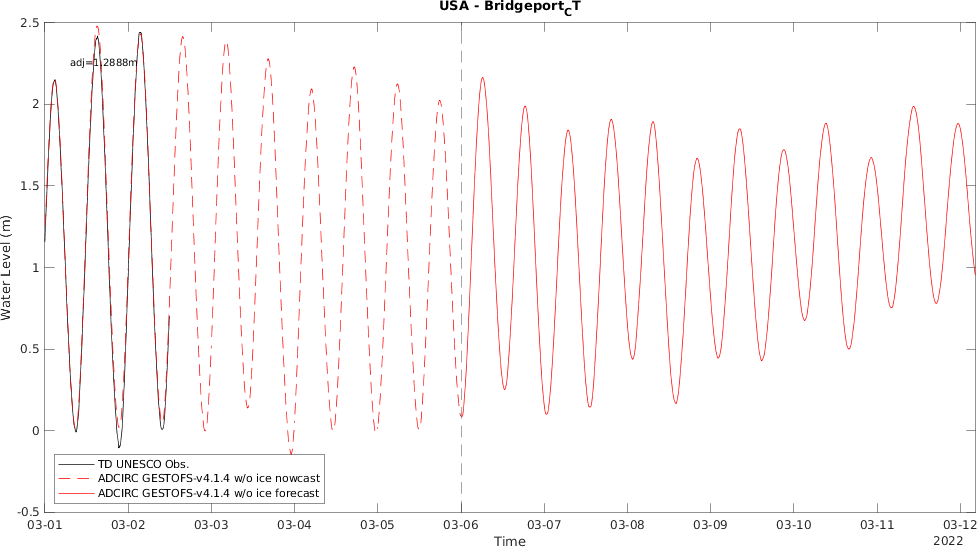 USA - Bridgeport_CT
2.5
adj=1.2888m
2
1.5
Water Level (m)
1
0.5
0
TD UNESCO Obs.
ADCIRC GESTOFS-v4.1.4 w/o ice nowcast
ADCIRC GESTOFS-v4.1.4 w/o ice forecast
-0.5
03-01 03-02 03-03 03-04 03-05 03-06 03-07 03-08 03-09 03-10 03-11 03-12
Time
2022